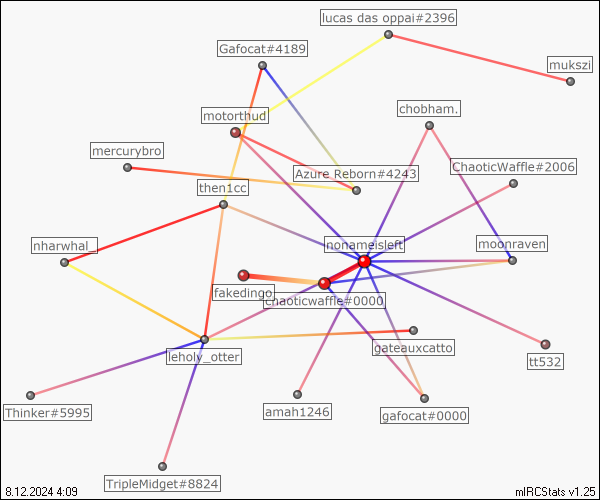 lucas das oppai#2396
Gafocat#4189
mukszi
motorthud
chobham.
mercurybro
ChaoticWaffle#2006
Azure Reborn#4243
then1cc
nharwhal_
nonameisleft
moonraven
fakedingo
chaoticwaffle#0000
leholy_otter
gateauxcatto
tt532
Thinker#5995
amah1246
gafocat#0000
TripleMidget#8824
8.12.2024 4:09
mIRCStats v1.25